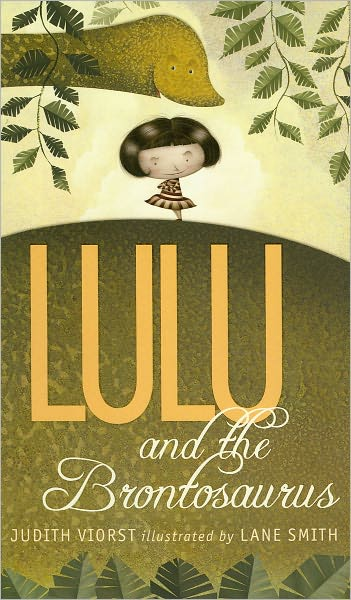 LULU
and the
Brontosaurus
JUDITH VIORST illustrated by LANE SMITH